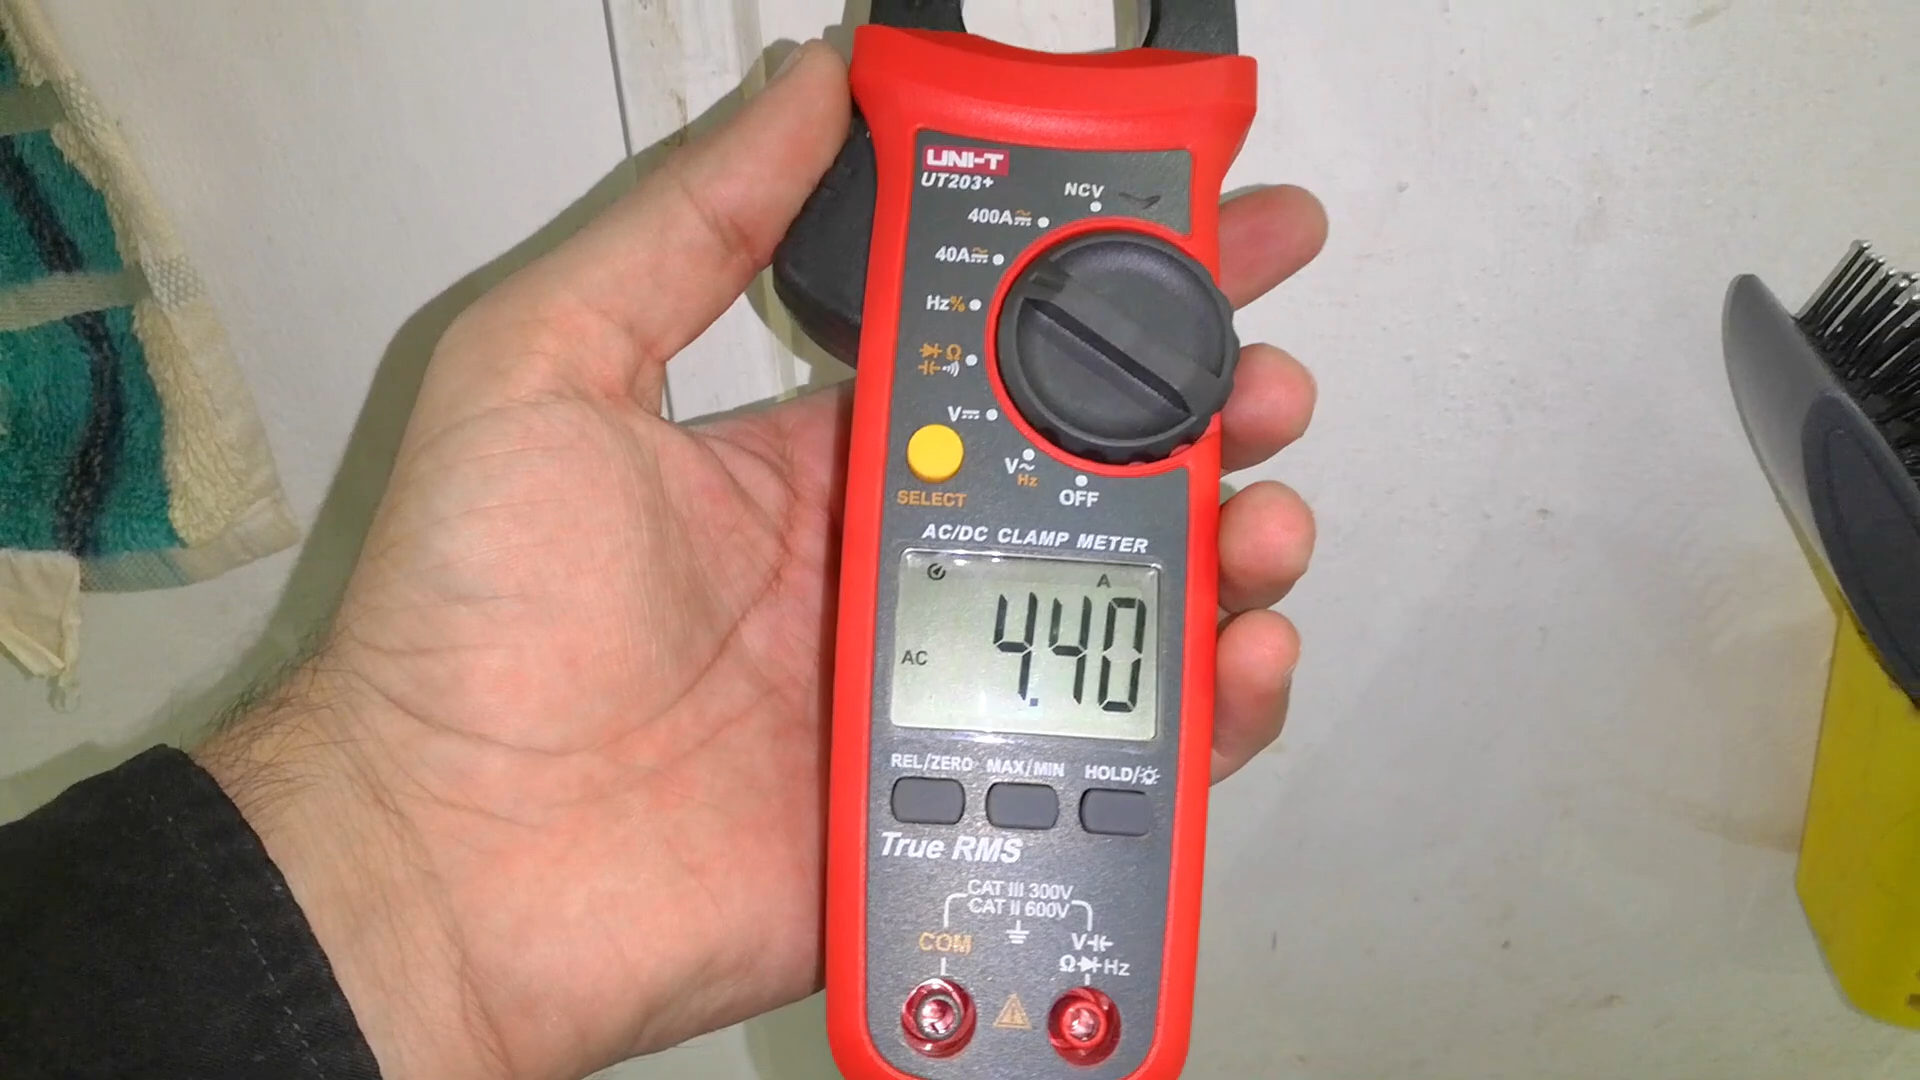 UNI-T
UT203+
NCV
400A
40A
Hz%
Ω
V
V~
Hz
OFF
SELECT
AC/DC CLAMP METER
A
AC
4.40
REL/ZERO MAX/MIN HOLD/
True RMS
CAT III 300V
CAT II 600V
COM
V
Ω Hz